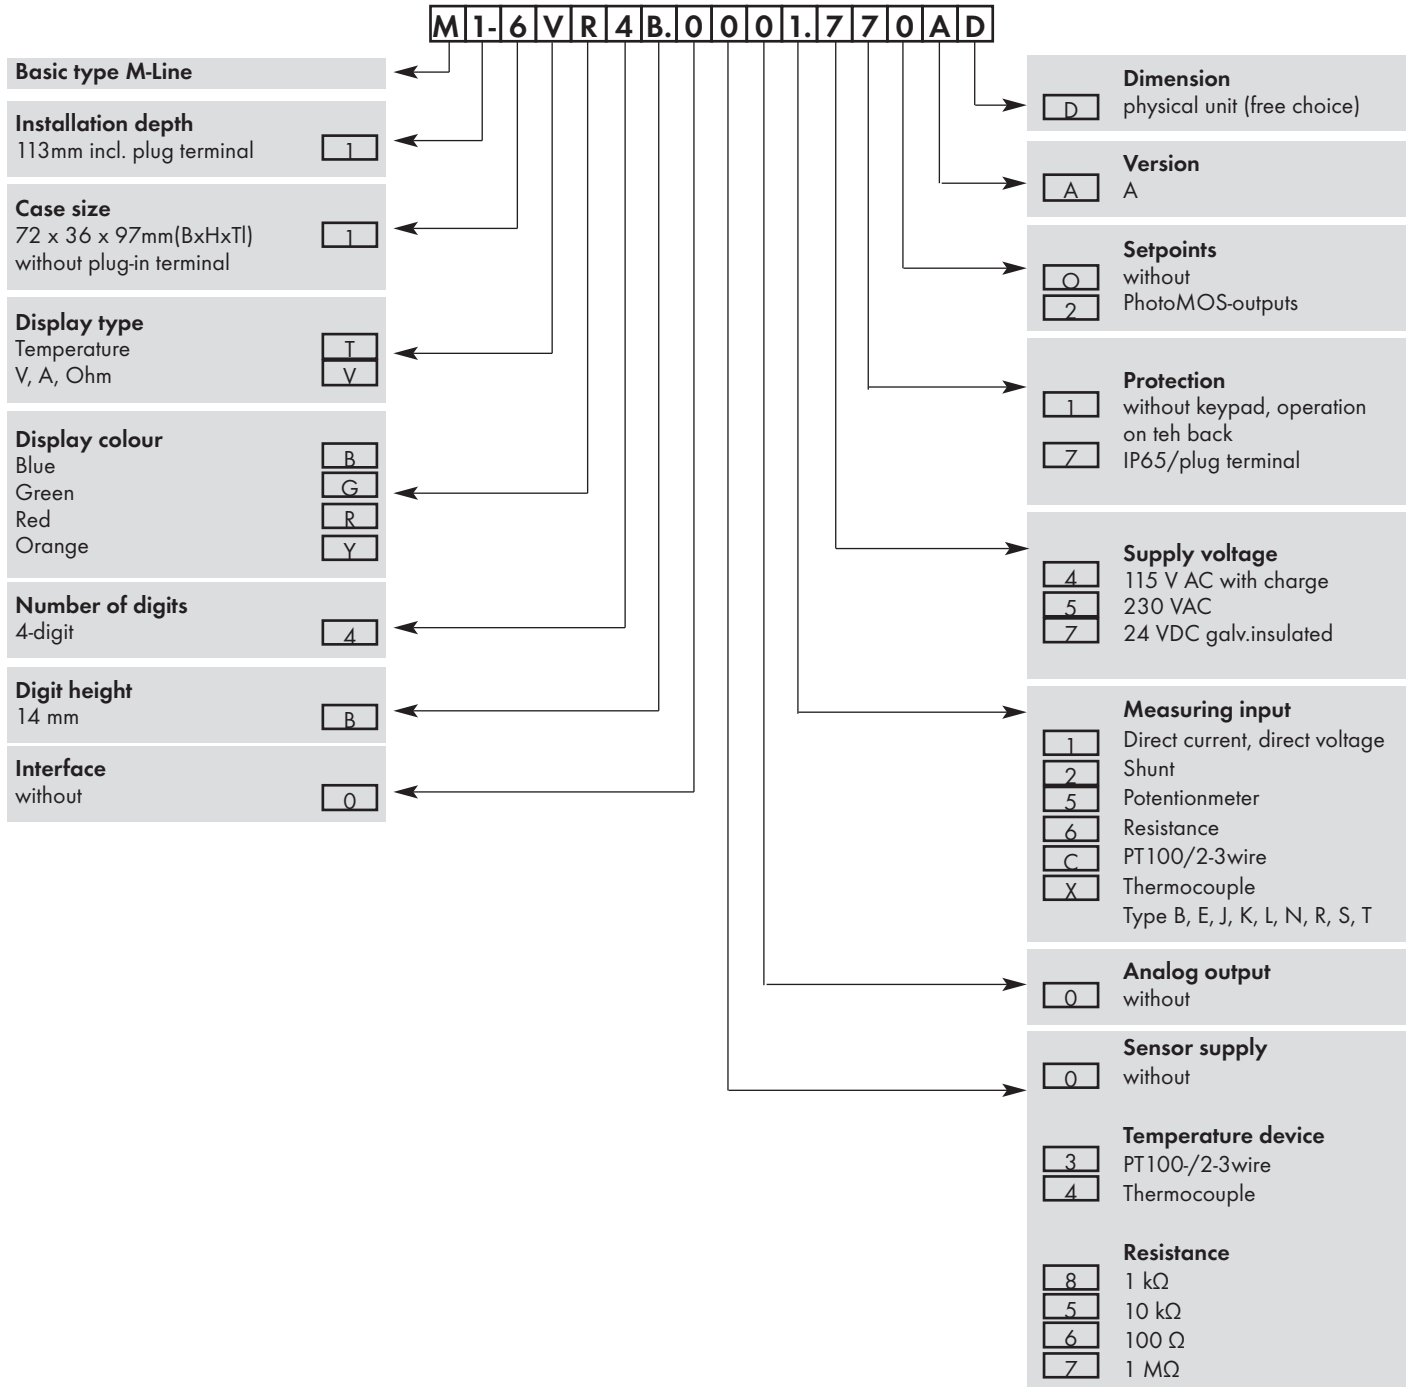 M1-6VR4B.0001.770AD
Basic type M-Line
Installation depth
113mm incl. plug terminal 1
Case size
72 x 36 x 97mm(BxHxTl) 1
without plug-in terminal
Display type
Temperature T
V, A, Ohm V
Display colour
Blue B
Green G
Red R
Orange Y
Number of digits
4-digit 4
Digit height
14 mm B
Interface
without 0
Dimension
D physical unit (free choice)
Version
A A
Setpoints
O without
2 PhotoMOS-outputs
Protection
1 without keypad, operation
on teh back
7 IP65/plug terminal
Supply voltage
4 115 V AC with charge
5 230 VAC
7 24 VDC galv.insulated
Measuring input
1 Direct current, direct voltage
2 Shunt
5 Potentionmeter
6 Resistance
C PT100/2-3wire
X Thermocouple
Type B, E, J, K, L, N, R, S, T
Analog output
0 without
Sensor supply
0 without
Temperature device
3 PT100-/2-3wire
4 Thermocouple
Resistance
8 1 kΩ
5 10 kΩ
6 100 Ω
7 1 MΩ